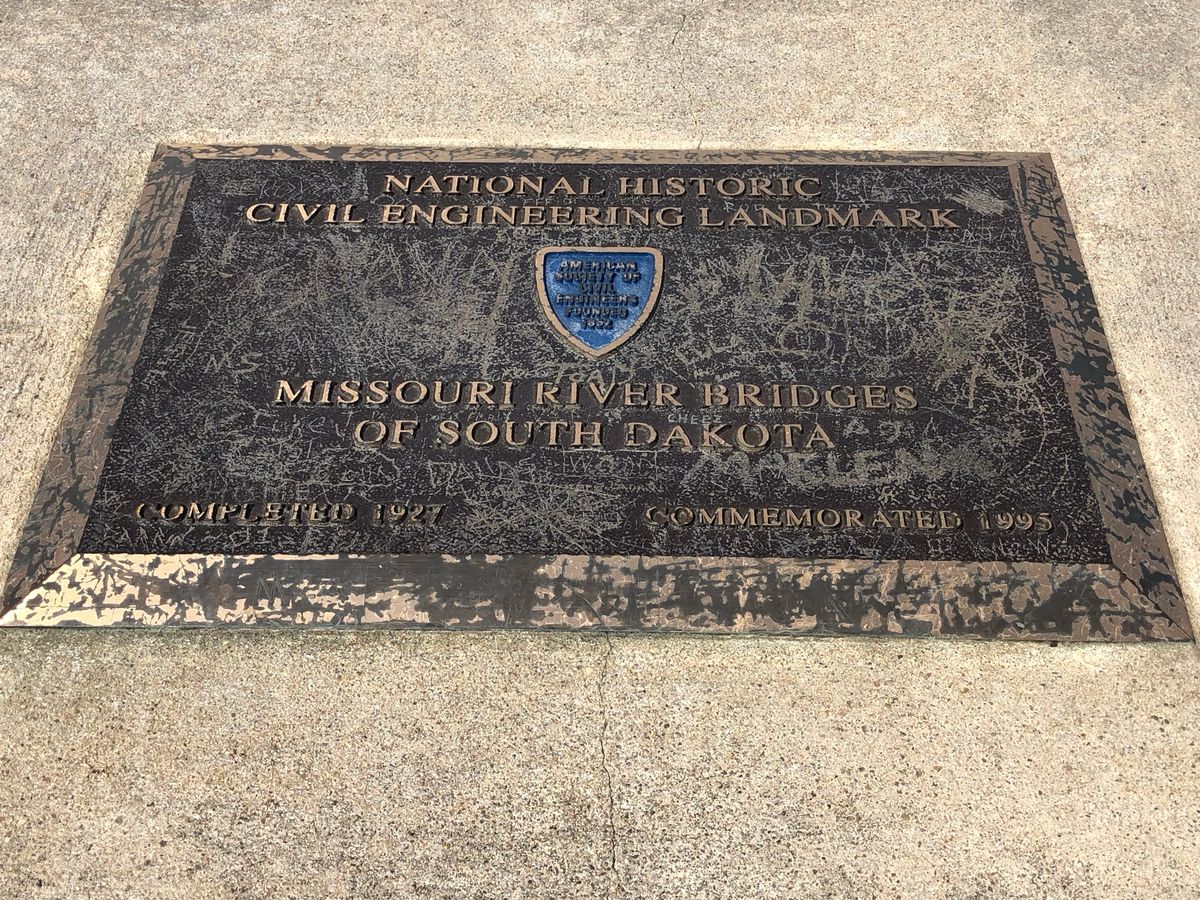 NATIONAL HISTORIC
CIVIL ENGINEERING LANDMARK
AMERICAN
SOCIETY OF
CIVIL
ENGINEERS
FOUNDED
1852
MISSOURI RIVER BRIDGES
OF SOUTH DAKOTA
COMPLETED 1927
COMMEMORATED 1995